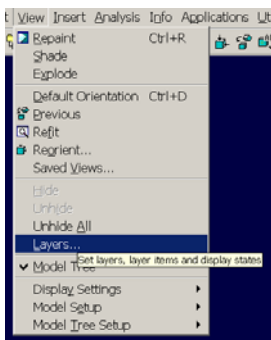 View Insert Analysis Info Applications Ut
Repaint Ctrl+R
Shade
Explode
Default Orientation Ctrl+D
Previous
Refit
Reorient...
Saved Views...
Hide
Unhide
Unhide All
Layers...
Set layers, layer items and display states
Model Tree
Display Settings
Model Setup
Model Tree Setup